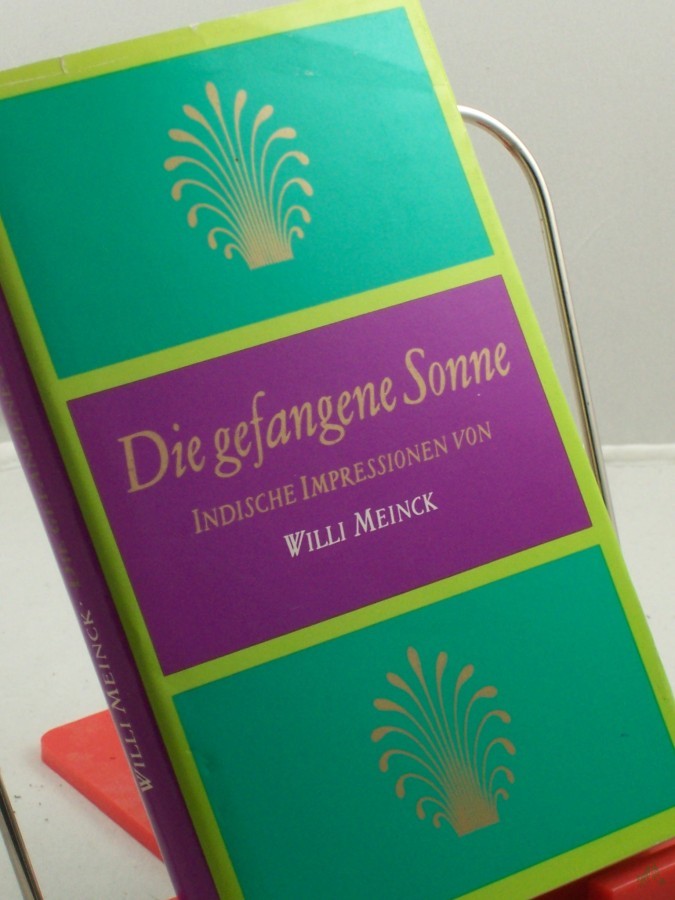 Die gefangene Sonne
INDISCHE IMPRESSIONEN VON
WILLI MEINCK
WILLI MEINCK ·